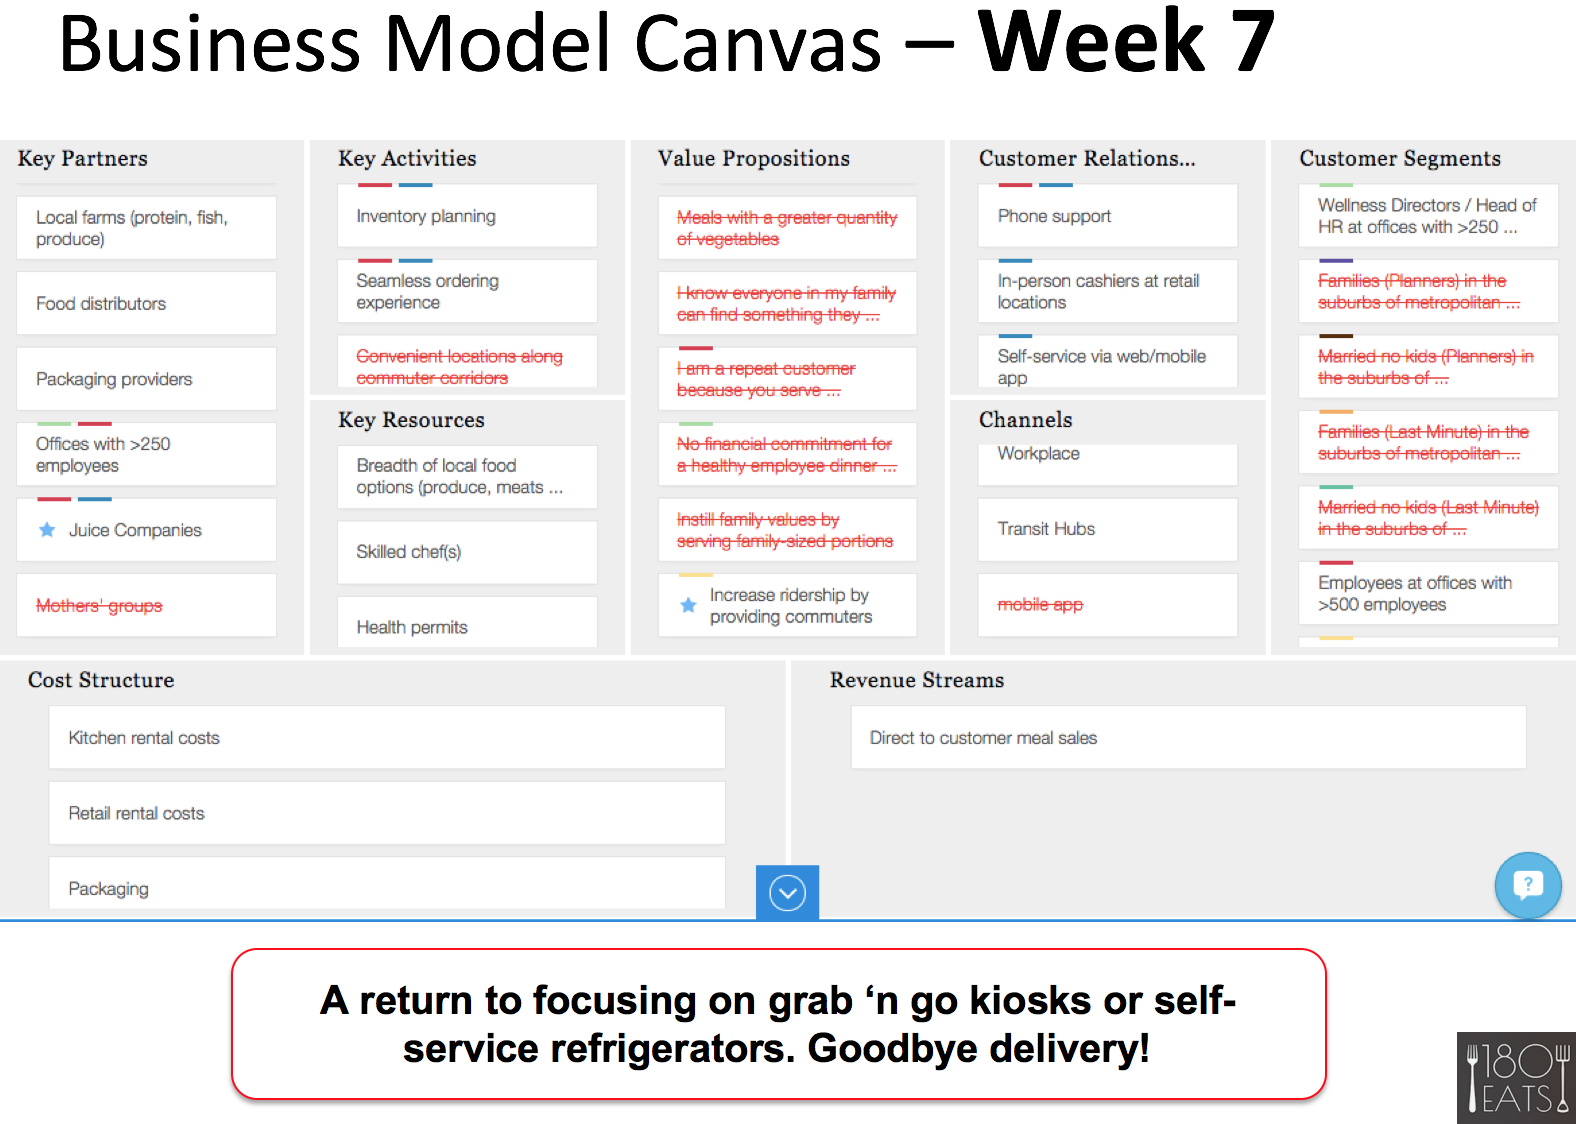 Business Model Canvas – Week 7
Key Partners
Local farms (protein, fish,
produce)
Food distributors
Packaging providers
Offices with >250
employees
Juice Companies
Mothers' groups
Key Activities
Inventory planning
Seamless ordering
experience
Convenient locations along
commuter corridors
Key Resources
Breadth of local food
options (produce, meats ...
Skilled chef(s)
Health permits
Value Propositions
Meals with a greater quantity
of vegetables
I know everyone in my family
can find something they ...
I am a repeat customer
because you serve ...
No financial commitment for
a healthy employee dinner ...
Instill family values by
serving family-sized portions
Increase ridership by
providing commuters
Customer Relations...
Phone support
In-person cashiers at retail
locations
Self-service via web/mobile
app
Channels
Workplace
Transit Hubs
mobile app
Customer Segments
Wellness Directors / Head of
HR at offices with >250 ...
Families (Planners) in the
suburbs of metropolitan ...
Married no kids (Planners) in
the suburbs of ...
Families (Last Minute) in the
suburbs of metropolitan ...
Married no kids (Last Minute)
in the suburbs of ...
Employees at offices with
>500 employees
Cost Structure
Kitchen rental costs
Retail rental costs
Packaging
Revenue Streams
Direct to customer meal sales
?
A return to focusing on grab ‘n go kiosks or self-
service refrigerators. Goodbye delivery!
180
EATS